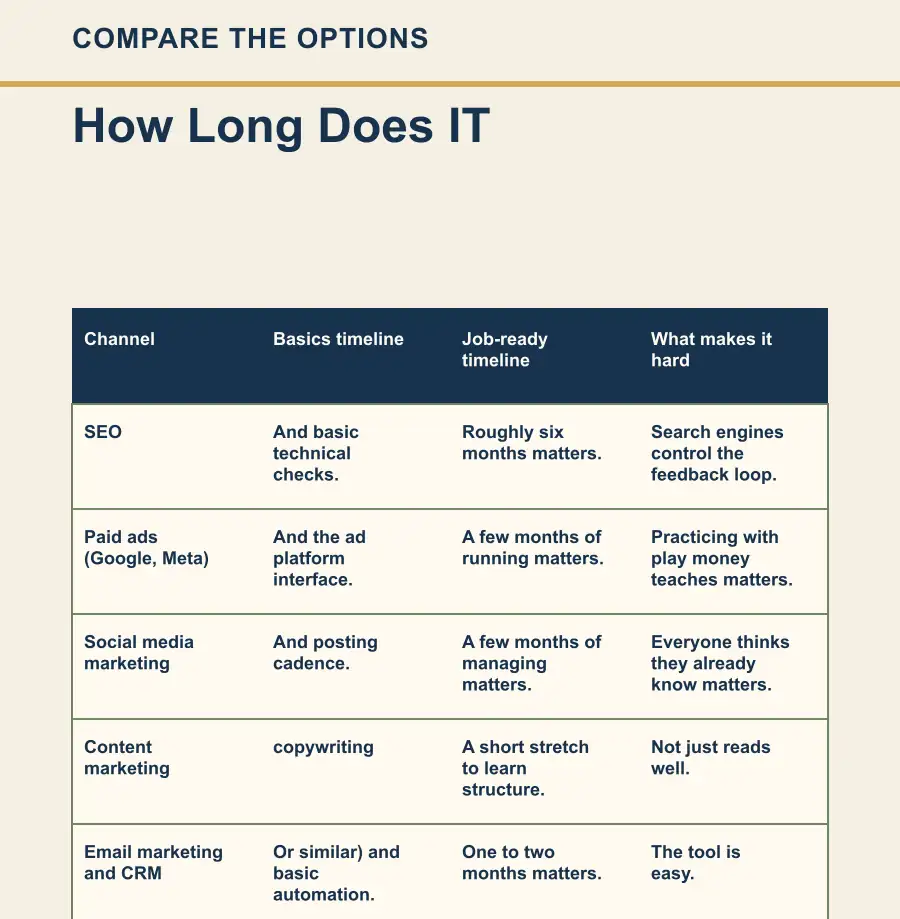 COMPARE THE OPTIONS
How Long Does IT
Channel
Basics timeline
Job-ready
timeline
What makes it
hard
SEO
And basic
technical
checks.
Roughly six
months matters.
Search engines
control the
feedback loop.
Paid ads
(Google, Meta)
And the ad
platform
interface.
A few months of
running matters.
Practicing with
play money
teaches matters.
Social media
marketing
And posting
cadence.
A few months of
managing
matters.
Everyone thinks
they already
know matters.
Content
marketing
copywriting
A short stretch
to learn
structure.
Not just reads
well.
Email marketing
and CRM
Or similar) and
basic
automation.
One to two
months matters.
The tool is
easy.